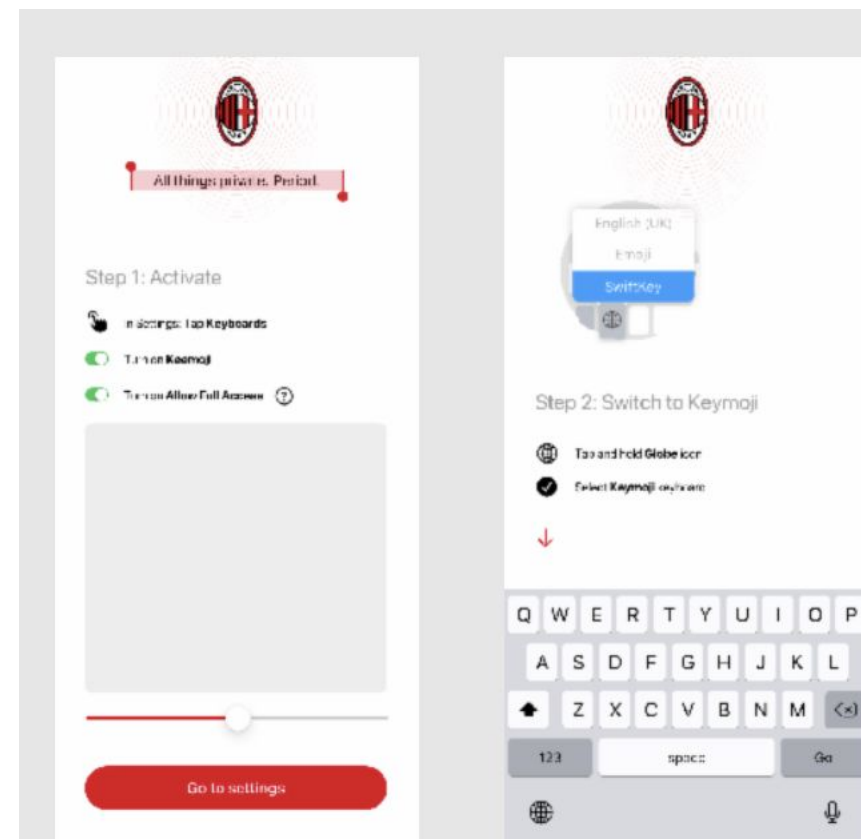 All things private. Period.
Step 1: Activate
In Settings: Tap Keyboards
Turn on Keemoji
Turn on Allow Full Access ?
Go to settings
English (UK)
Emoji
SwiftKey
Step 2: Switch to Keymoji
Tap and hold Globe icon
Select Keymoji keyboard
Q W E R T Y U I O P
A S D F G H J K L
Z X C V B N M
123 space Go